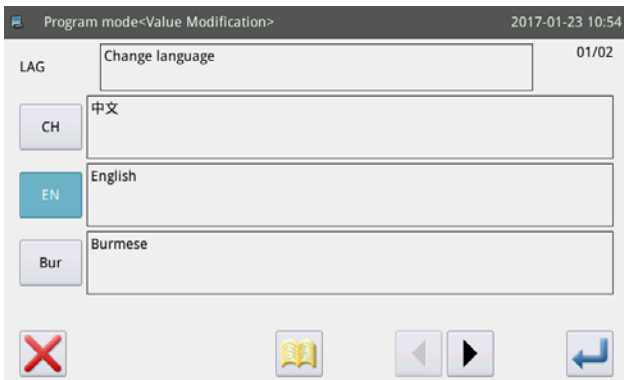 Program mode<Value Modification> 2017-01-23 10:54
LAG Change language 01/02
CH 中文
EN English
Bur Burmese